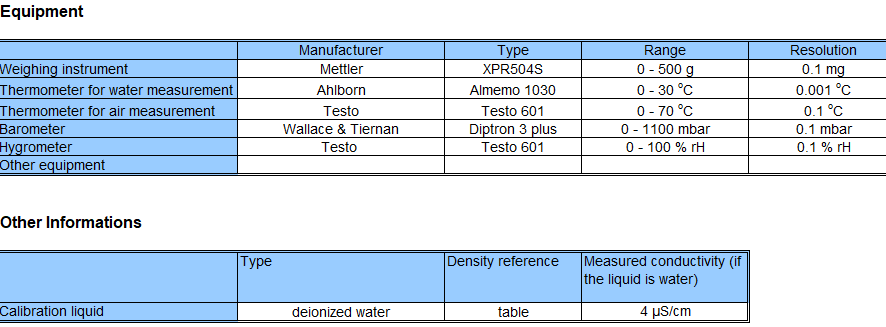 Equipment
Manufacturer Type Range Resolution
Weighing instrument Mettler XPR504S 0 - 500 g 0.1 mg
Thermometer for water measurement Ahlborn Almemo 1030 0 - 30 °C 0.001 °C
Thermometer for air measurement Testo Testo 601 0 - 70 °C 0.1 °C
Barometer Wallace & Tiernan Diptron 3 plus 0 - 1100 mbar 0.1 mbar
Hygrometer Testo Testo 601 0 - 100 % rH 0.1 % rH
Other equipment
Other Informations
Type Density reference Measured conductivity (if
the liquid is water)
Calibration liquid deionized water table 4 µS/cm